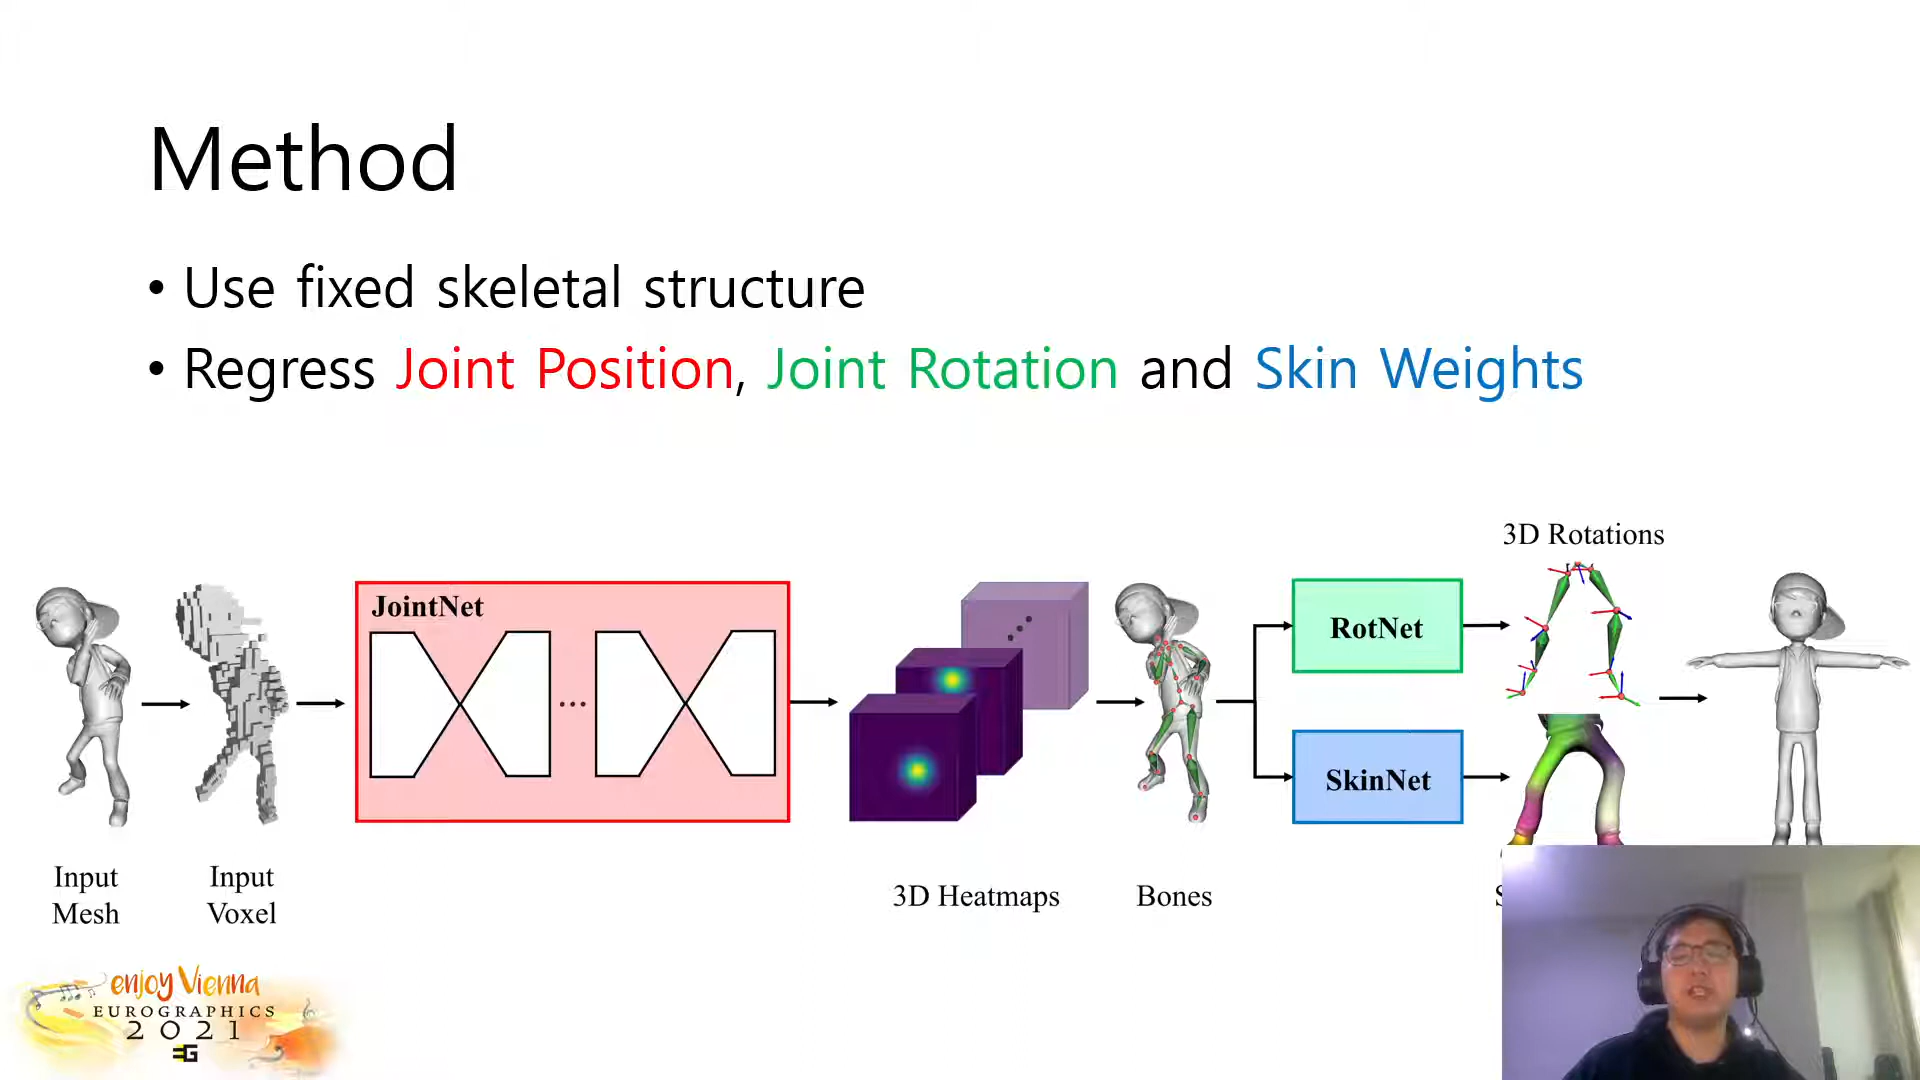 Method
• Use fixed skeletal structure
• Regress Joint Position, Joint Rotation and Skin Weights
3D Rotations
JointNet
RotNet
SkinNet
Input
Mesh
Input
Voxel
3D Heatmaps
Bones
enjoy Vienna
EUROGRAPHICS
2021
EG